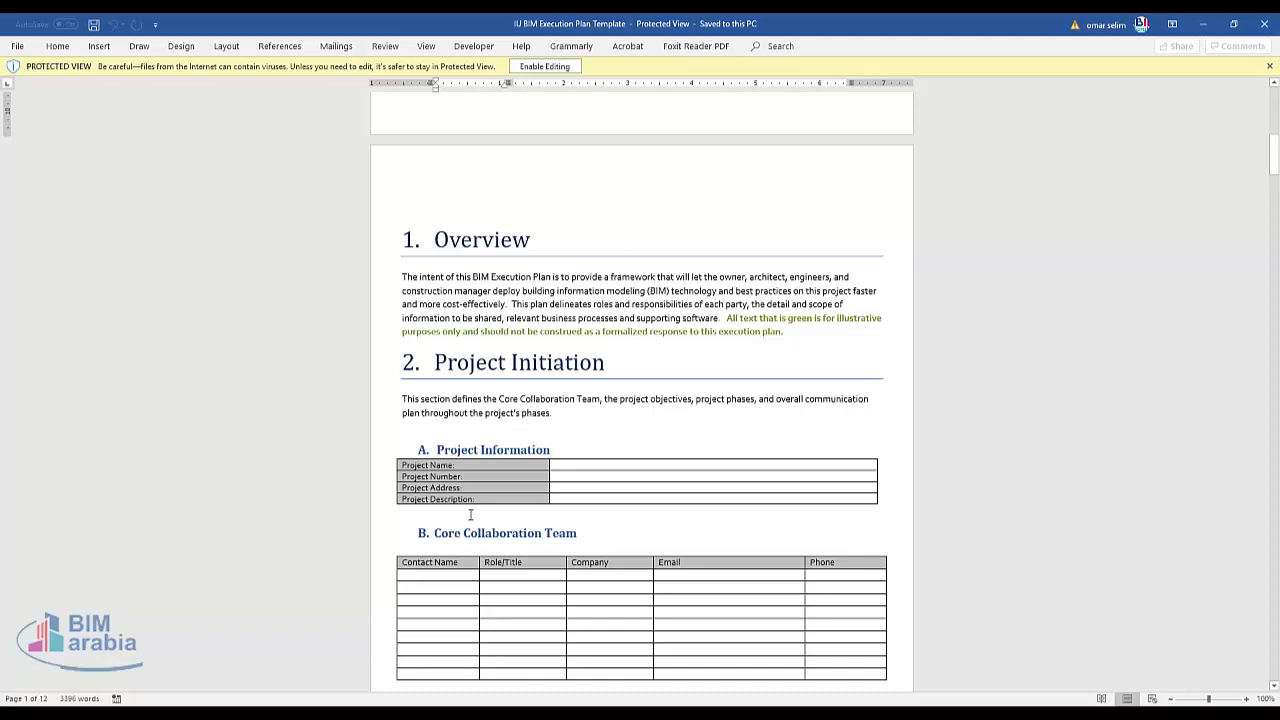 AutoSave Off
IU BIM Execution Plan Template - Protected View - Saved to this PC
omar selim
File Home Insert Draw Design Layout References Mailings Review View Developer Help Grammarly Acrobat Foxit Reader PDF Search Share Comments
PROTECTED VIEW Be careful—files from the Internet can contain viruses. Unless you need to edit, it's safer to stay in Protected View. Enable Editing
1 1 2 3 4 5 6 7
1. Overview
The intent of this BIM Execution Plan is to provide a framework that will let the owner, architect, engineers, and
construction manager deploy building information modeling (BIM) technology and best practices on this project faster
and more cost-effectively. This plan delineates roles and responsibilities of each party, the detail and scope of
information to be shared, relevant business processes and supporting software. All text that is green is for illustrative
purposes only and should not be construed as a formalized response to this execution plan.
2. Project Initiation
This section defines the Core Collaboration Team, the project objectives, project phases, and overall communication
plan throughout the project's phases.
A. Project Information
Project Name:
Project Number:
Project Address:
Project Description:
B. Core Collaboration Team
Contact Name Role/Title Company Email Phone
BIM
arabia
Page 1 of 12 3396 words 100%